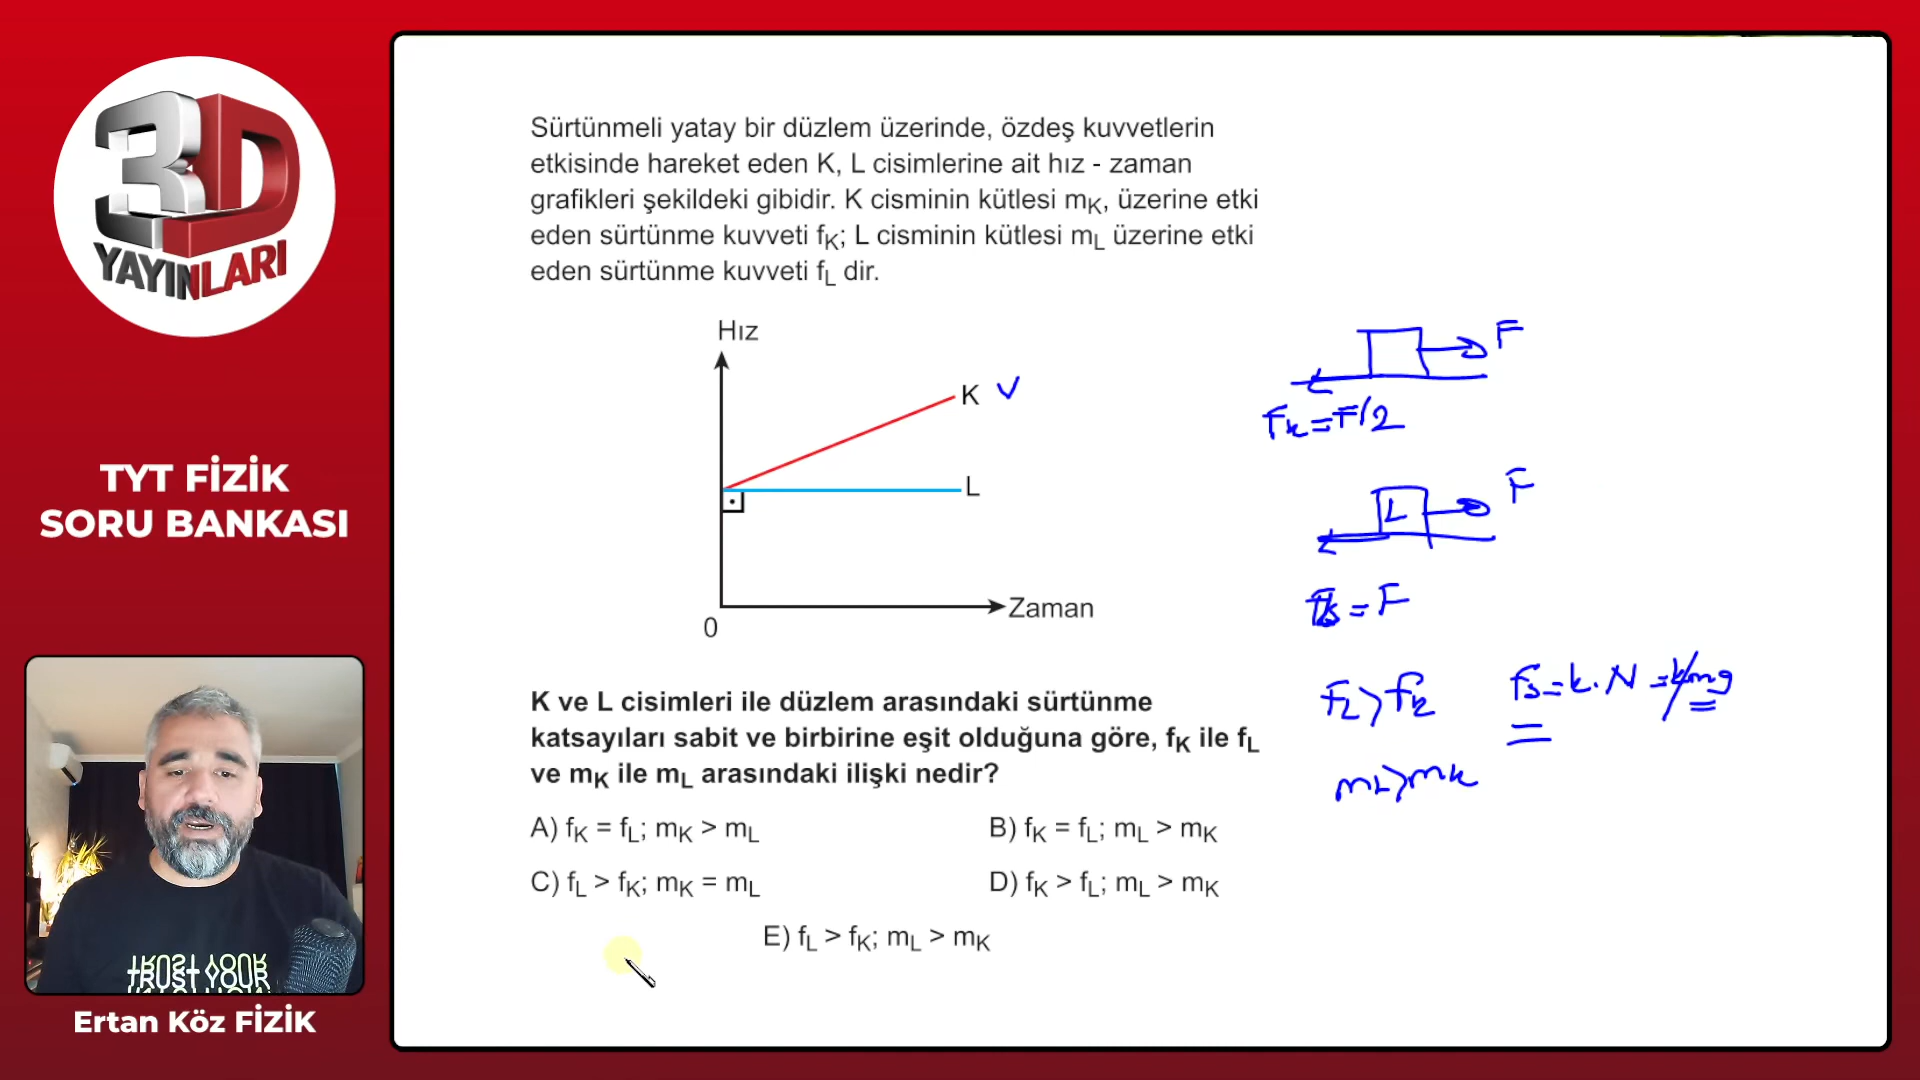 3D
YAYINLARI
TYT FİZİK
SORU BANKASI
Sürtünmeli yatay bir düzlem üzerinde, özdeş kuvvetlerin
etkisinde hareket eden K, L cisimlerine ait hız - zaman
grafikleri şekildeki gibidir. K cisminin kütlesi mK, üzerine etki
eden sürtünme kuvveti fK; L cisminin kütlesi mL üzerine etki
eden sürtünme kuvveti fL dir.
Hız
K V
L
0
Zaman
F
FK = F/2
L
F
= F
FL > fK
fs = k.N = kmg
mL > mK
K ve L cisimleri ile düzlem arasındaki sürtünme
katsayıları sabit ve birbirine eşit olduğuna göre, fK ile fL
ve mK ile mL arasındaki ilişki nedir?
A) fK = fL; mK > mL
B) fK = fL; mL > mK
C) fL > fK; mK = mL
D) fK > fL; mL > mK
E) fL > fK; mL > mK
TRUST YOUR
Ertan Köz FİZİK